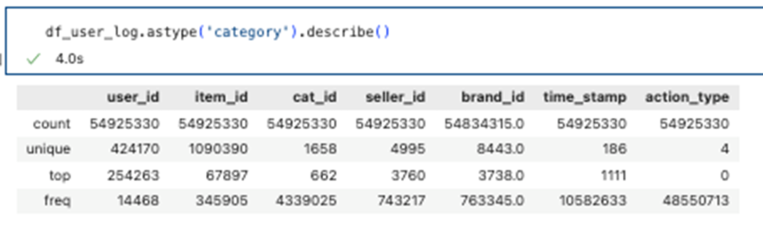 df_user_log.astype('category').describe()
4.0s
user_id item_id cat_id seller_id brand_id time_stamp action_type
count 54925330 54925330 54925330 54925330 54834315.0 54925330 54925330
unique 424170 1090390 1658 4995 8443.0 186 4
top 254263 67897 662 3760 3738.0 1111 0
freq 14468 345905 4339025 743217 763345.0 10582633 48550713